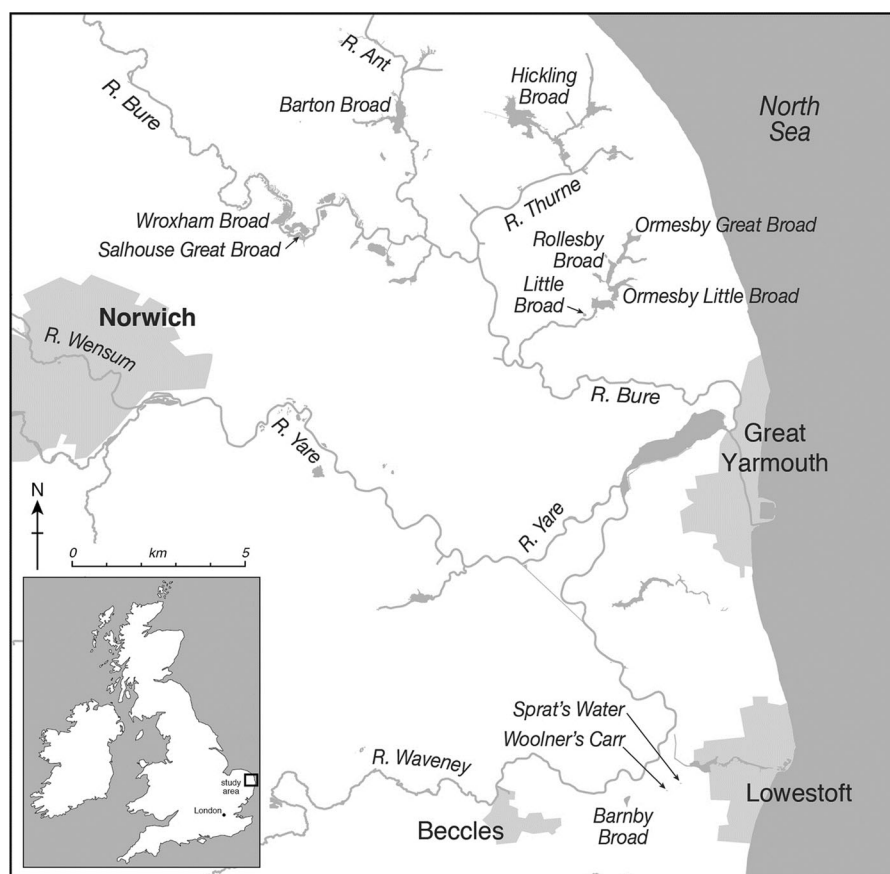 R. Ant
R. Bure
Barton Broad
Hickling
Broad
North
Sea
R. Thurne
Wroxham Broad
Salhouse Great Broad
Ormesby Great Broad
Rollesby
Broad
Little
Broad
Ormesby Little Broad
Norwich
R. Wensum
R. Bure
R. Yare
Great
Yarmouth
N
R. Yare
0 km 5
Sprat's Water
Woolner's Carr
R. Waveney
study
area
London
Lowestoft
Barnby
Broad
Beccles